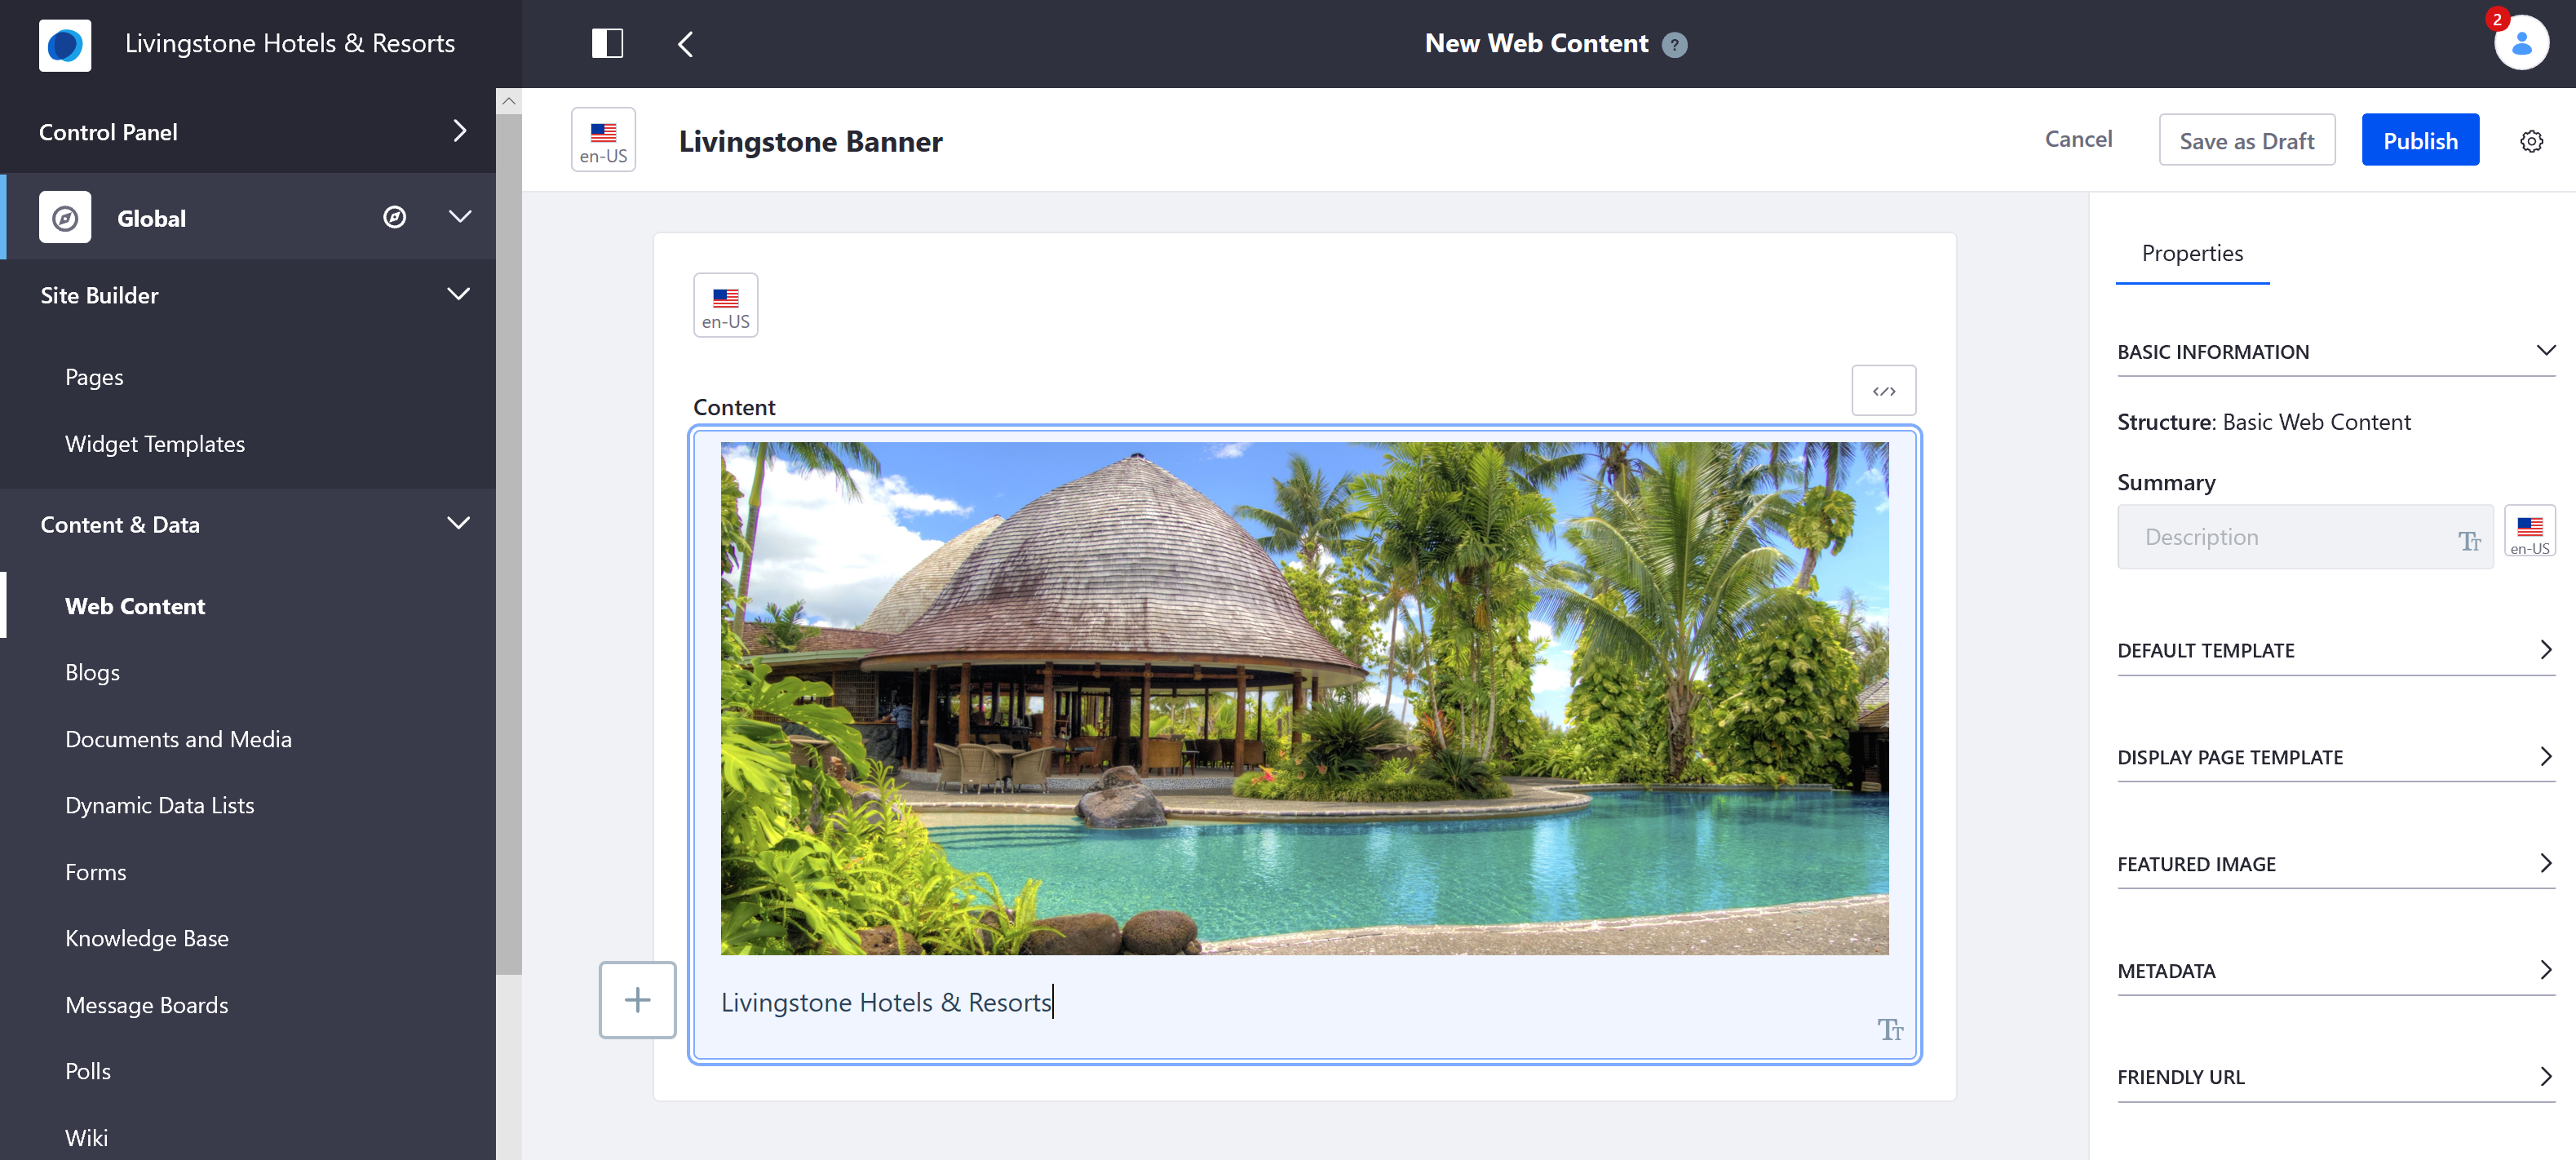 Livingstone Hotels & Resorts
New Web Content ?
2
Control Panel
en-US
Livingstone Banner
Cancel
Save as Draft
Publish
Global
Site Builder
Pages
Widget Templates
Content & Data
Web Content
Blogs
Documents and Media
Dynamic Data Lists
Forms
Knowledge Base
Message Boards
Polls
Wiki
en-US
Content
Livingstone Hotels & Resorts
Properties
BASIC INFORMATION
Structure: Basic Web Content
Summary
Description
en-US
DEFAULT TEMPLATE
DISPLAY PAGE TEMPLATE
FEATURED IMAGE
METADATA
FRIENDLY URL